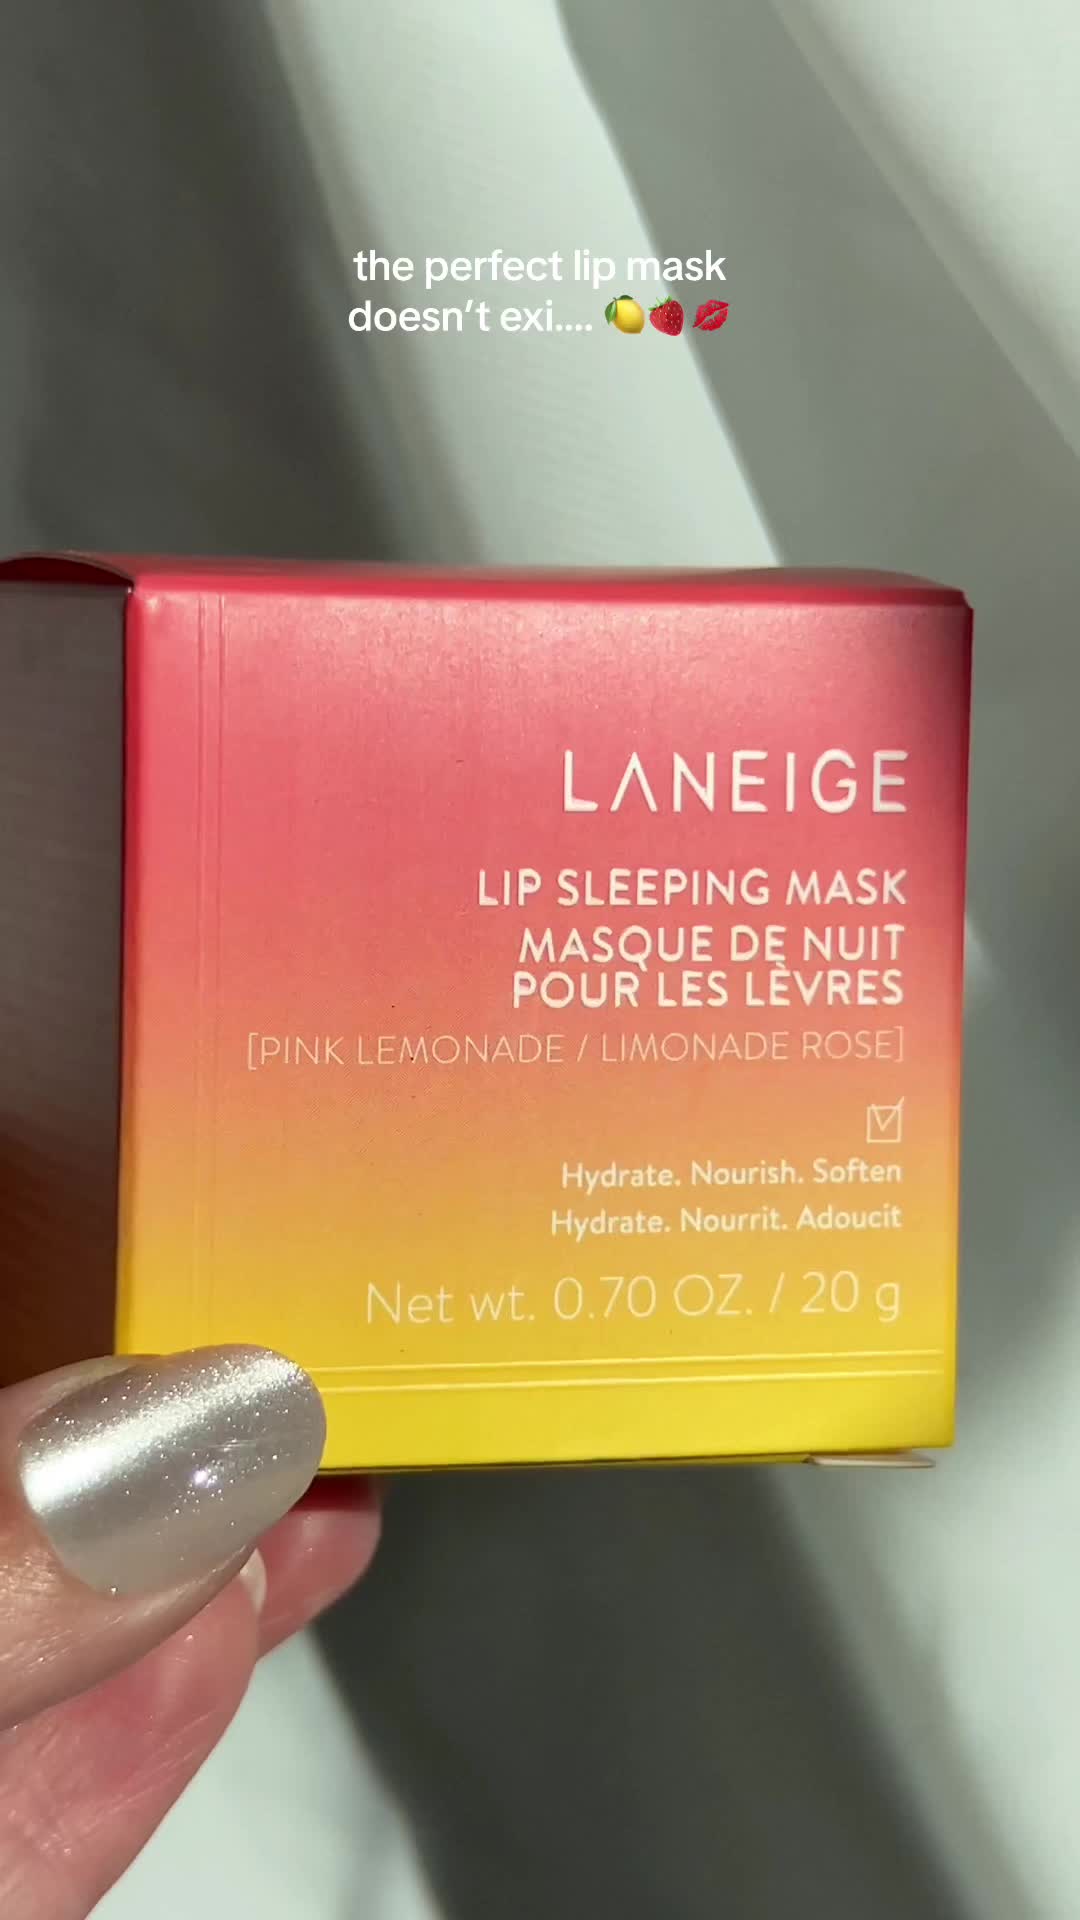 the perfect lip mask
doesn't exi.... 🍋🍓💋
LANEIGE
LIP SLEEPING MASK
MASQUE DE NUIT
POUR LES LÈVRES
[PINK LEMONADE / LIMONADE ROSE]
Hydrate. Nourish. Soften
Hydrate. Nourrit. Adoucit
Net wt. 0.70 OZ. / 20 g